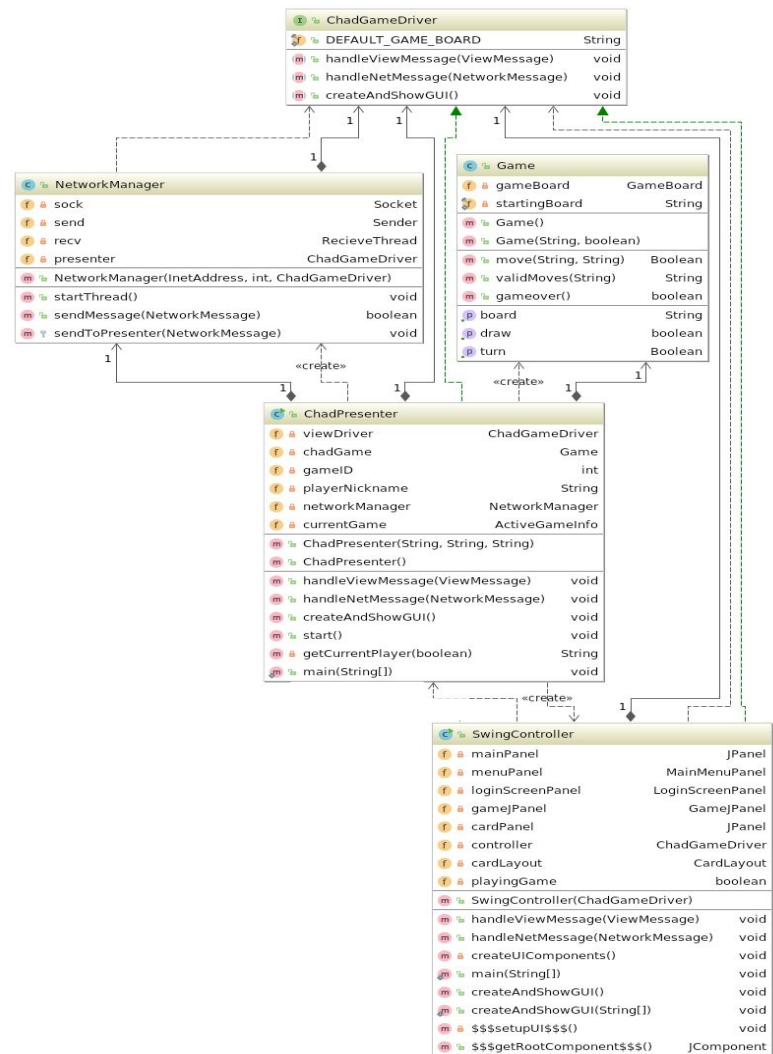 ChadGameDriver
DEFAULT_GAME_BOARD String
handleViewMessage(ViewMessage) void
handleNetMessage(NetworkMessage) void
createAndShowGUI() void
1 1 1
1
NetworkManager
sock Socket
send Sender
recv RecieveThread
presenter ChadGameDriver
NetworkManager(InetAddress, int, ChadGameDriver)
startThread() void
sendMessage(NetworkMessage) boolean
sendToPresenter(NetworkMessage) void
Game
gameBoard GameBoard
startingBoard String
Game()
Game(String, boolean)
move(String, String) Boolean
validMoves(String) String
gameover() boolean
board String
draw boolean
turn Boolean
1 «create» «create» 1
1 1 1
ChadPresenter
viewDriver ChadGameDriver
chadGame Game
gameID int
playerNickname String
networkManager NetworkManager
currentGame ActiveGameInfo
ChadPresenter(String, String, String)
ChadPresenter()
handleViewMessage(ViewMessage) void
handleNetMessage(NetworkMessage) void
createAndShowGUI() void
start() void
getCurrentPlayer(boolean) String
main(String[]) void
«create»
1
SwingController
mainPanel JPanel
menuPanel MainMenuPanel
loginScreenPanel LoginScreenPanel
gameJPanel GameJPanel
cardPanel JPanel
controller ChadGameDriver
cardLayout CardLayout
playingGame boolean
SwingController(ChadGameDriver)
handleViewMessage(ViewMessage) void
handleNetMessage(NetworkMessage) void
createUIComponents() void
main(String[]) void
createAndShowGUI() void
createAndShowGUI(String[]) void
$$$setupUI$$$() void
$$$getRootComponent$$$() JComponent